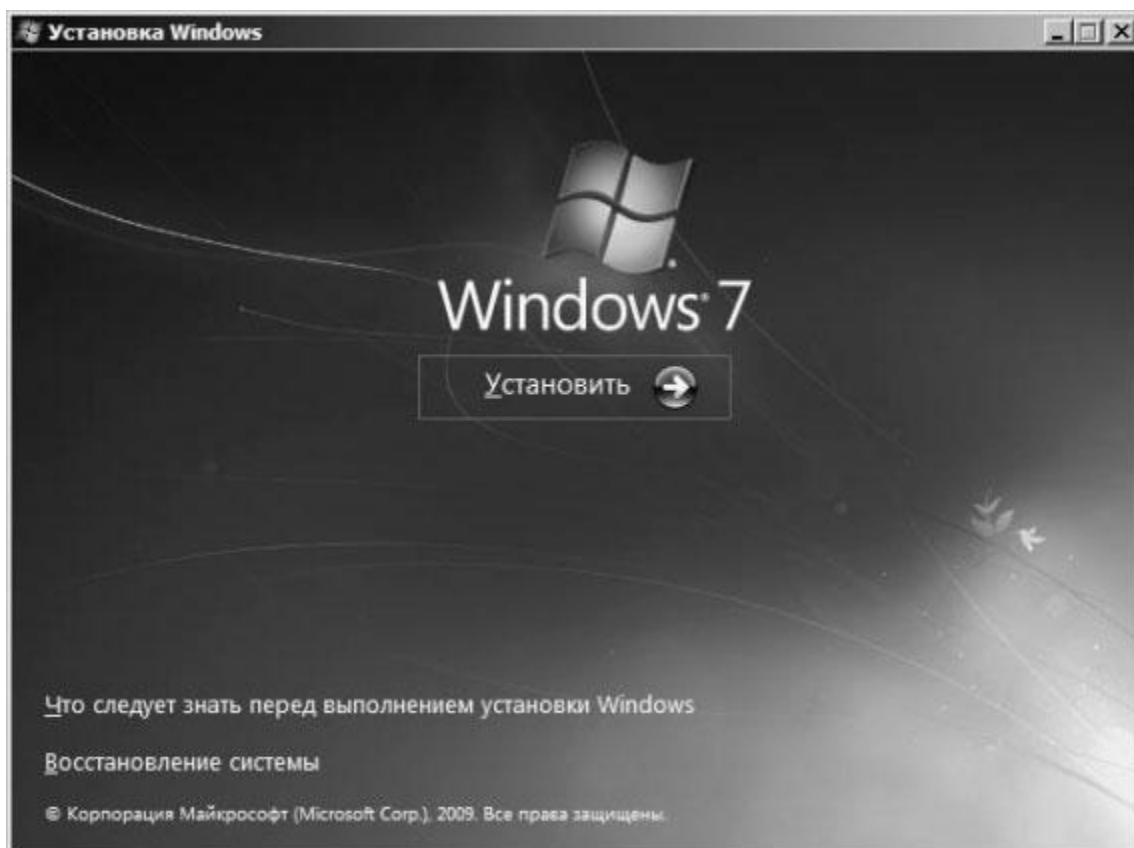 Установка Windows
Windows® 7
Установить
Что следует знать перед выполнением установки Windows
Восстановление системы
© Корпорация Майкрософт (Microsoft Corp.), 2009. Все права защищены.